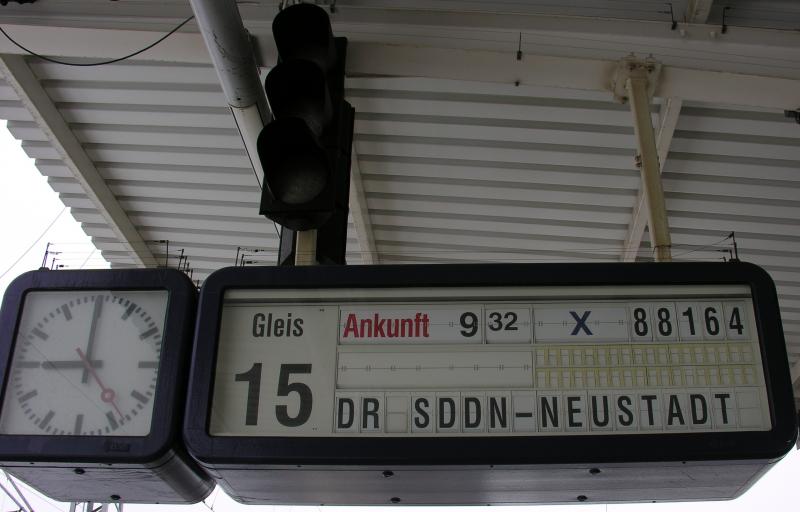 Gleis 15
Ankunft 9 32 X 88164
DR SDDN-NEUSTADT